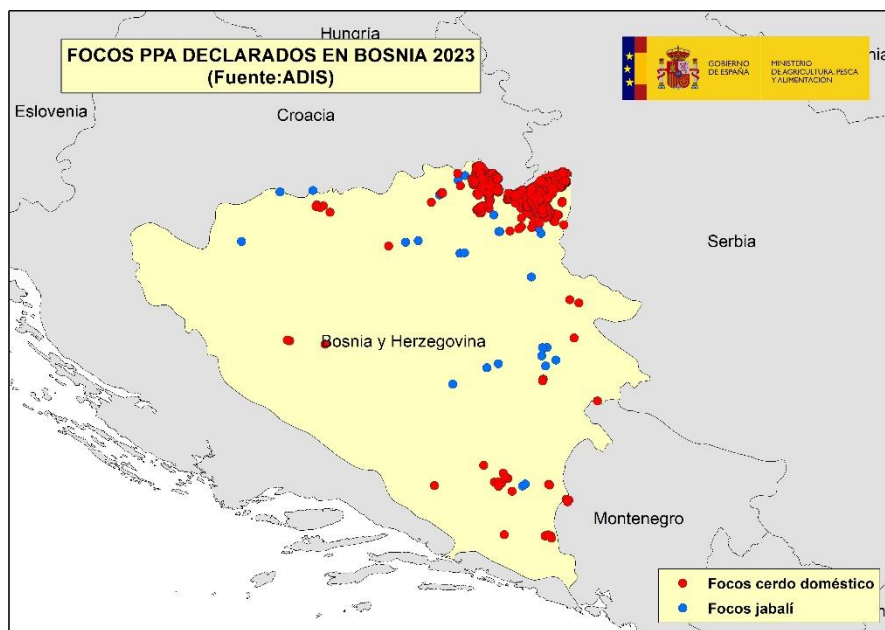 Hungría
FOCOS PPA DECLARADOS EN BOSNIA 2023
(Fuente:ADIS)
GOBIERNO
DE ESPAÑA
MINISTERIO
DE AGRICULTURA, PESCA
Y ALIMENTACIÓN
Eslovenia
Croacia
Serbia
Bosnia y Herzegovina
Montenegro
Focos cerdo doméstico
Focos jabalí